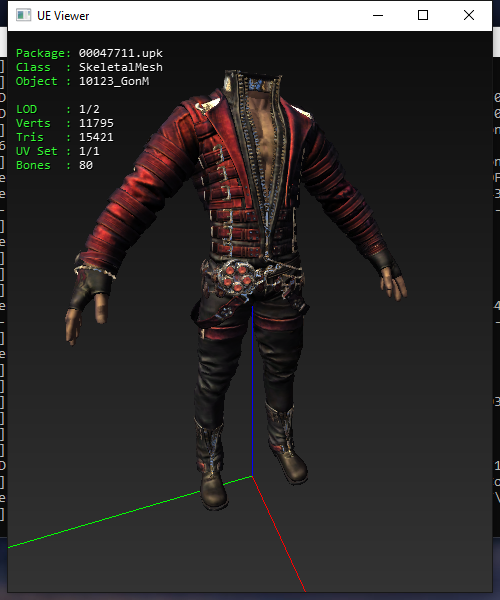 UE Viewer
Package: 00047711.upk
Class  : SkeletalMesh
Object : 10123_GonM
LOD    : 1/2
Verts  : 11795
Tris   : 15421
UV Set : 1/1
Bones  : 80